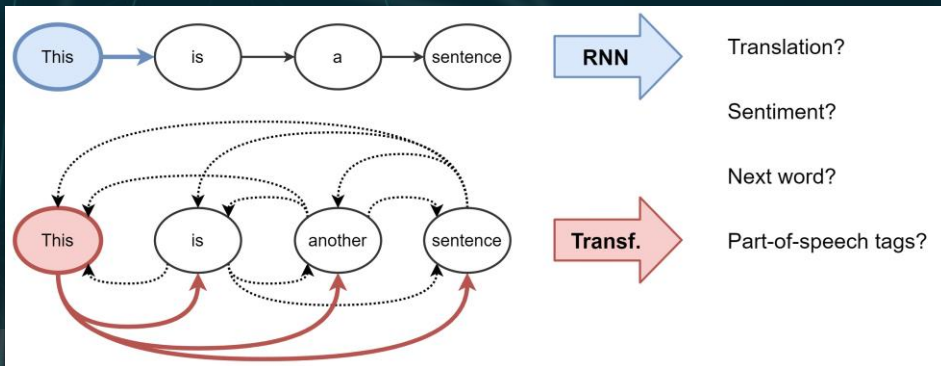 This is a sentence RNN
Translation?
Sentiment?
Next word?
This is another sentence Transf.
Part-of-speech tags?